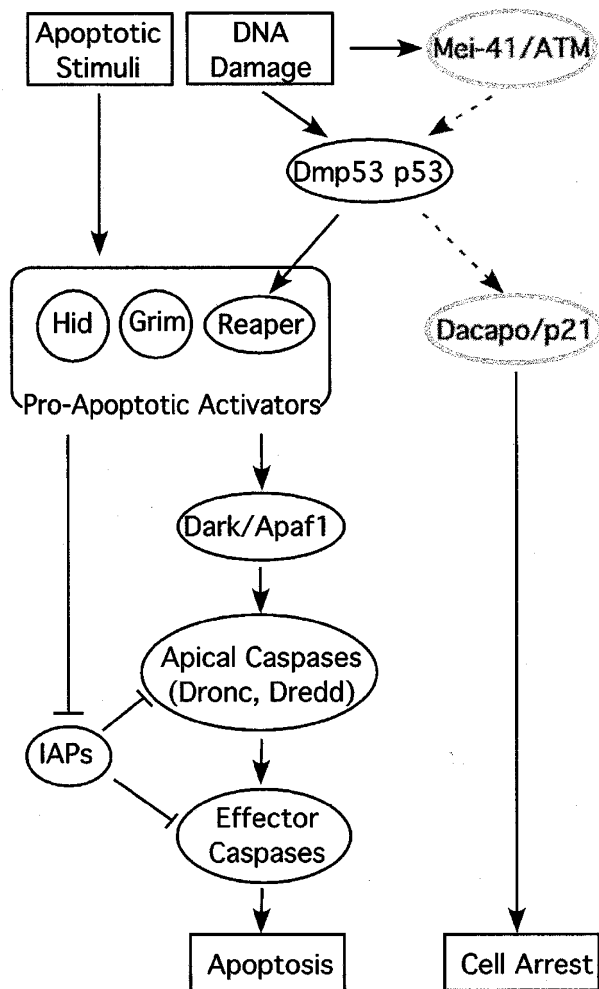 Apoptotic
Stimuli
DNA
Damage
Mei-41/ATM
Dmp53 p53
Hid
Grim
Reaper
Dacapo/p21
Pro-Apoptotic Activators
Dark/Apaf1
Apical Caspases
(Dronc, Dredd)
IAPs
Effector
Caspases
Apoptosis
Cell Arrest